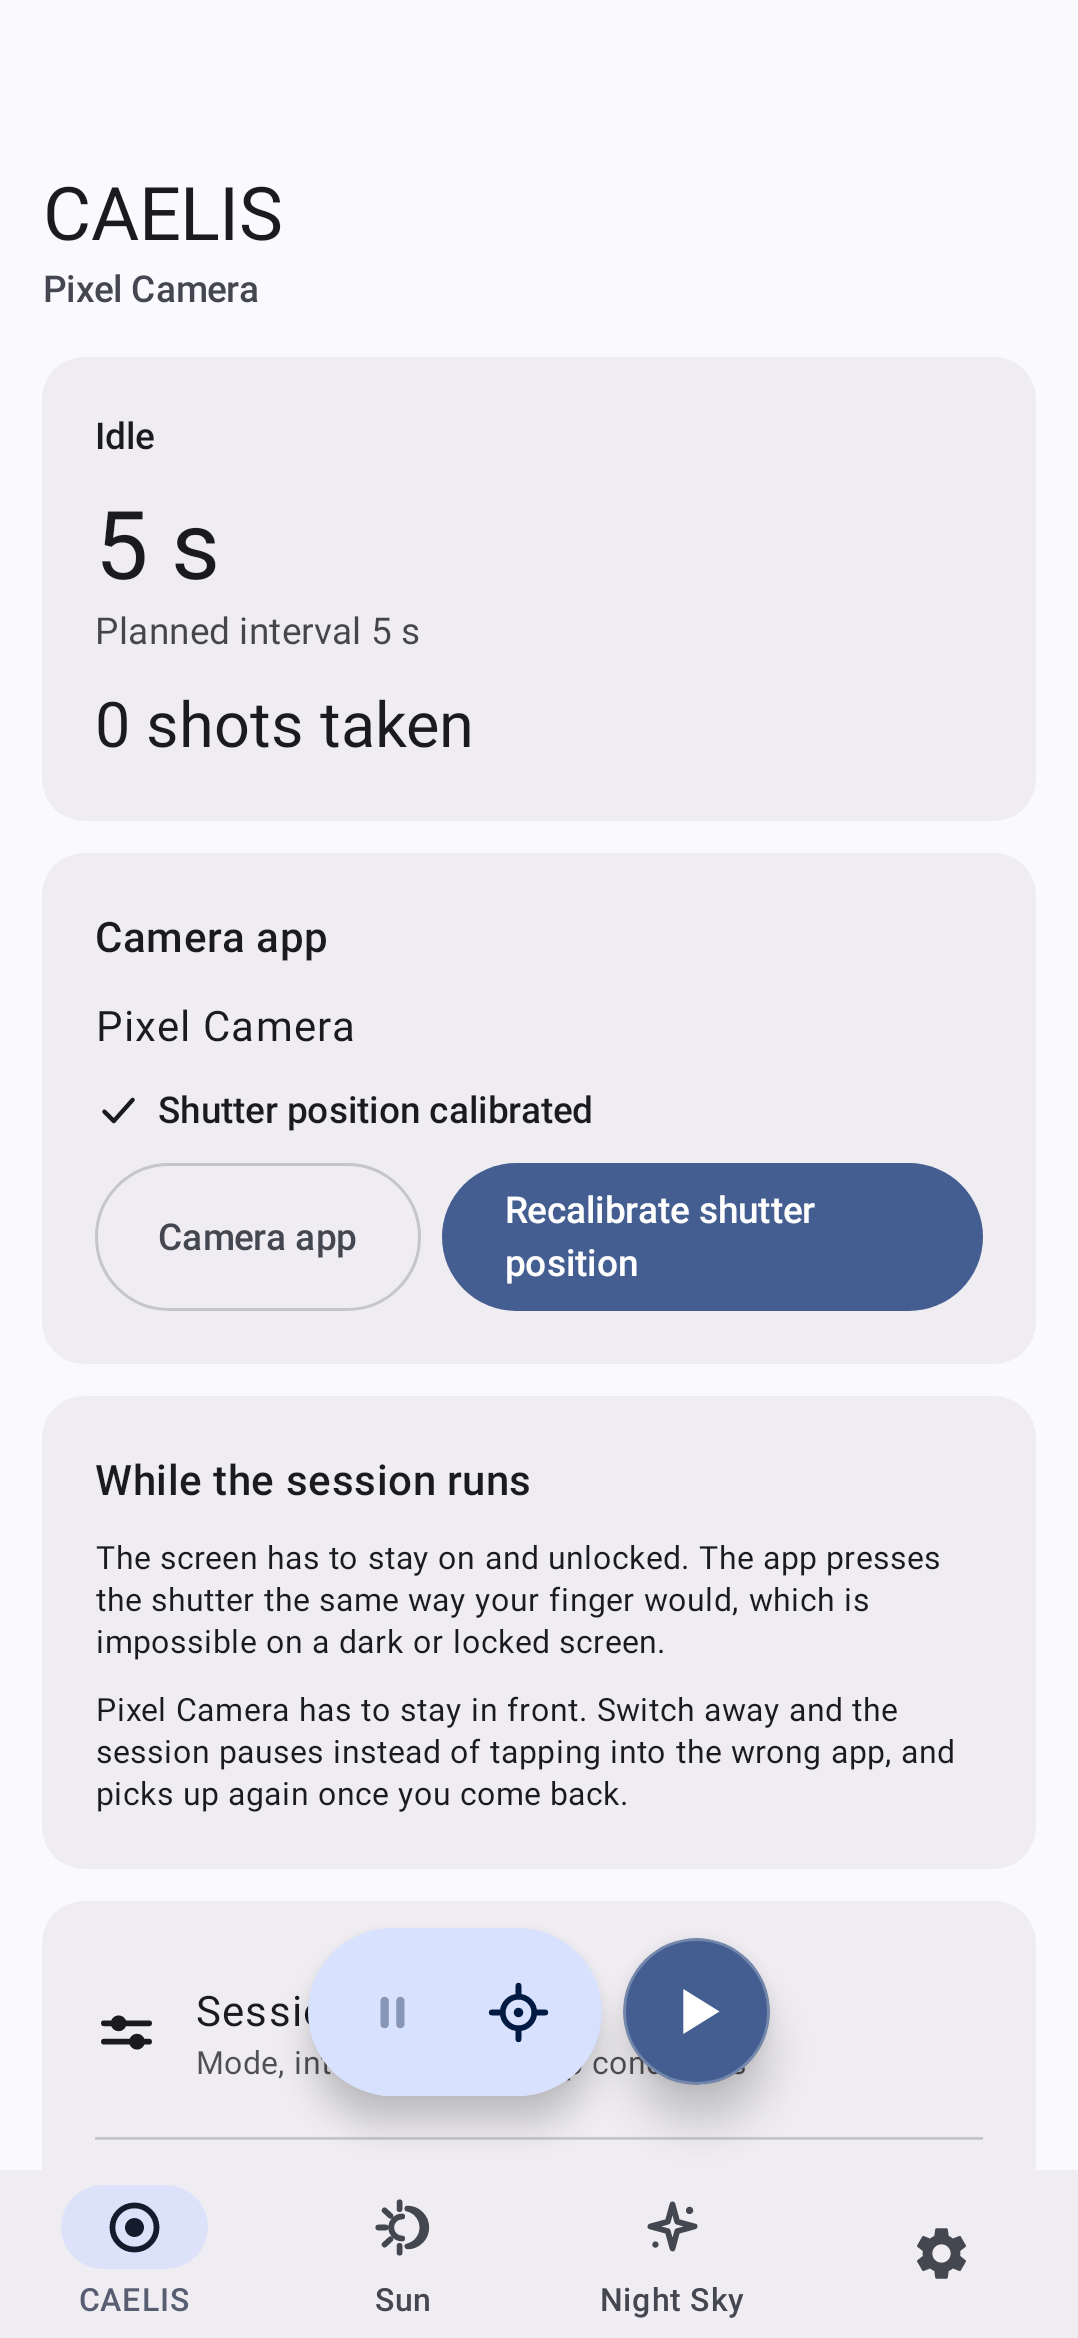 CAELIS
Pixel Camera
Idle
5 s
Planned interval 5 s
0 shots taken
Camera app
Pixel Camera
Shutter position calibrated
Camera app
Recalibrate shutter
position
While the session runs
The screen has to stay on and unlocked. The app presses
the shutter the same way your finger would, which is
impossible on a dark or locked screen.
Pixel Camera has to stay in front. Switch away and the
session pauses instead of tapping into the wrong app, and
picks up again once you come back.
Mode,
CAELIS
Sun
Night Sky